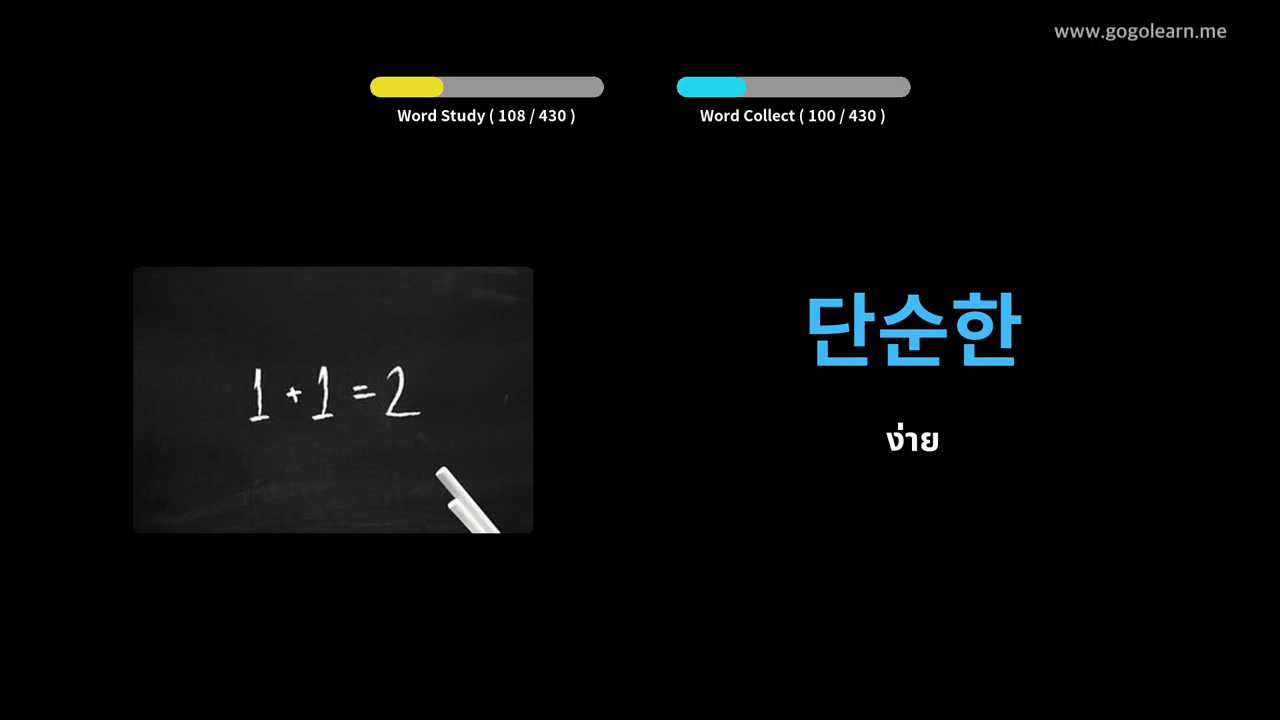 www.gogolearn.me
Word Study ( 108 / 430 )
Word Collect ( 100 / 430 )
1 + 1 = 2
단순한
ง่าย